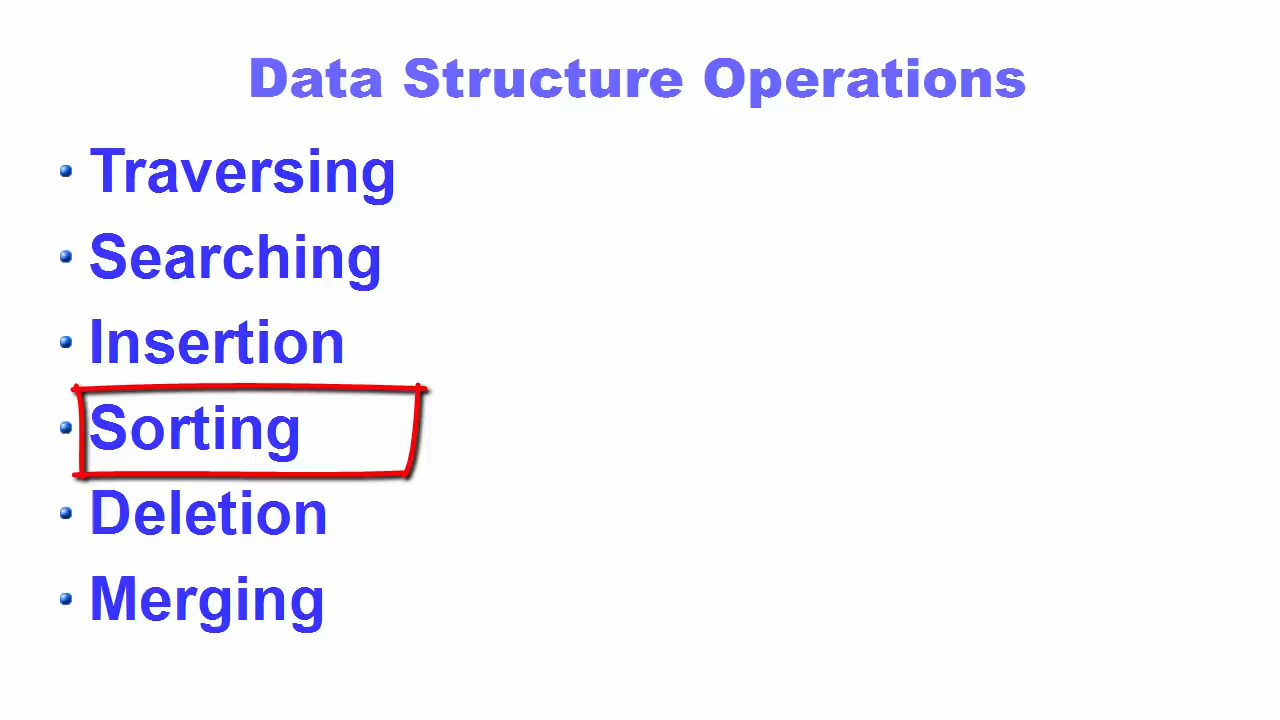 Data Structure Operations
Traversing
Searching
Insertion
Sorting
Deletion
Merging